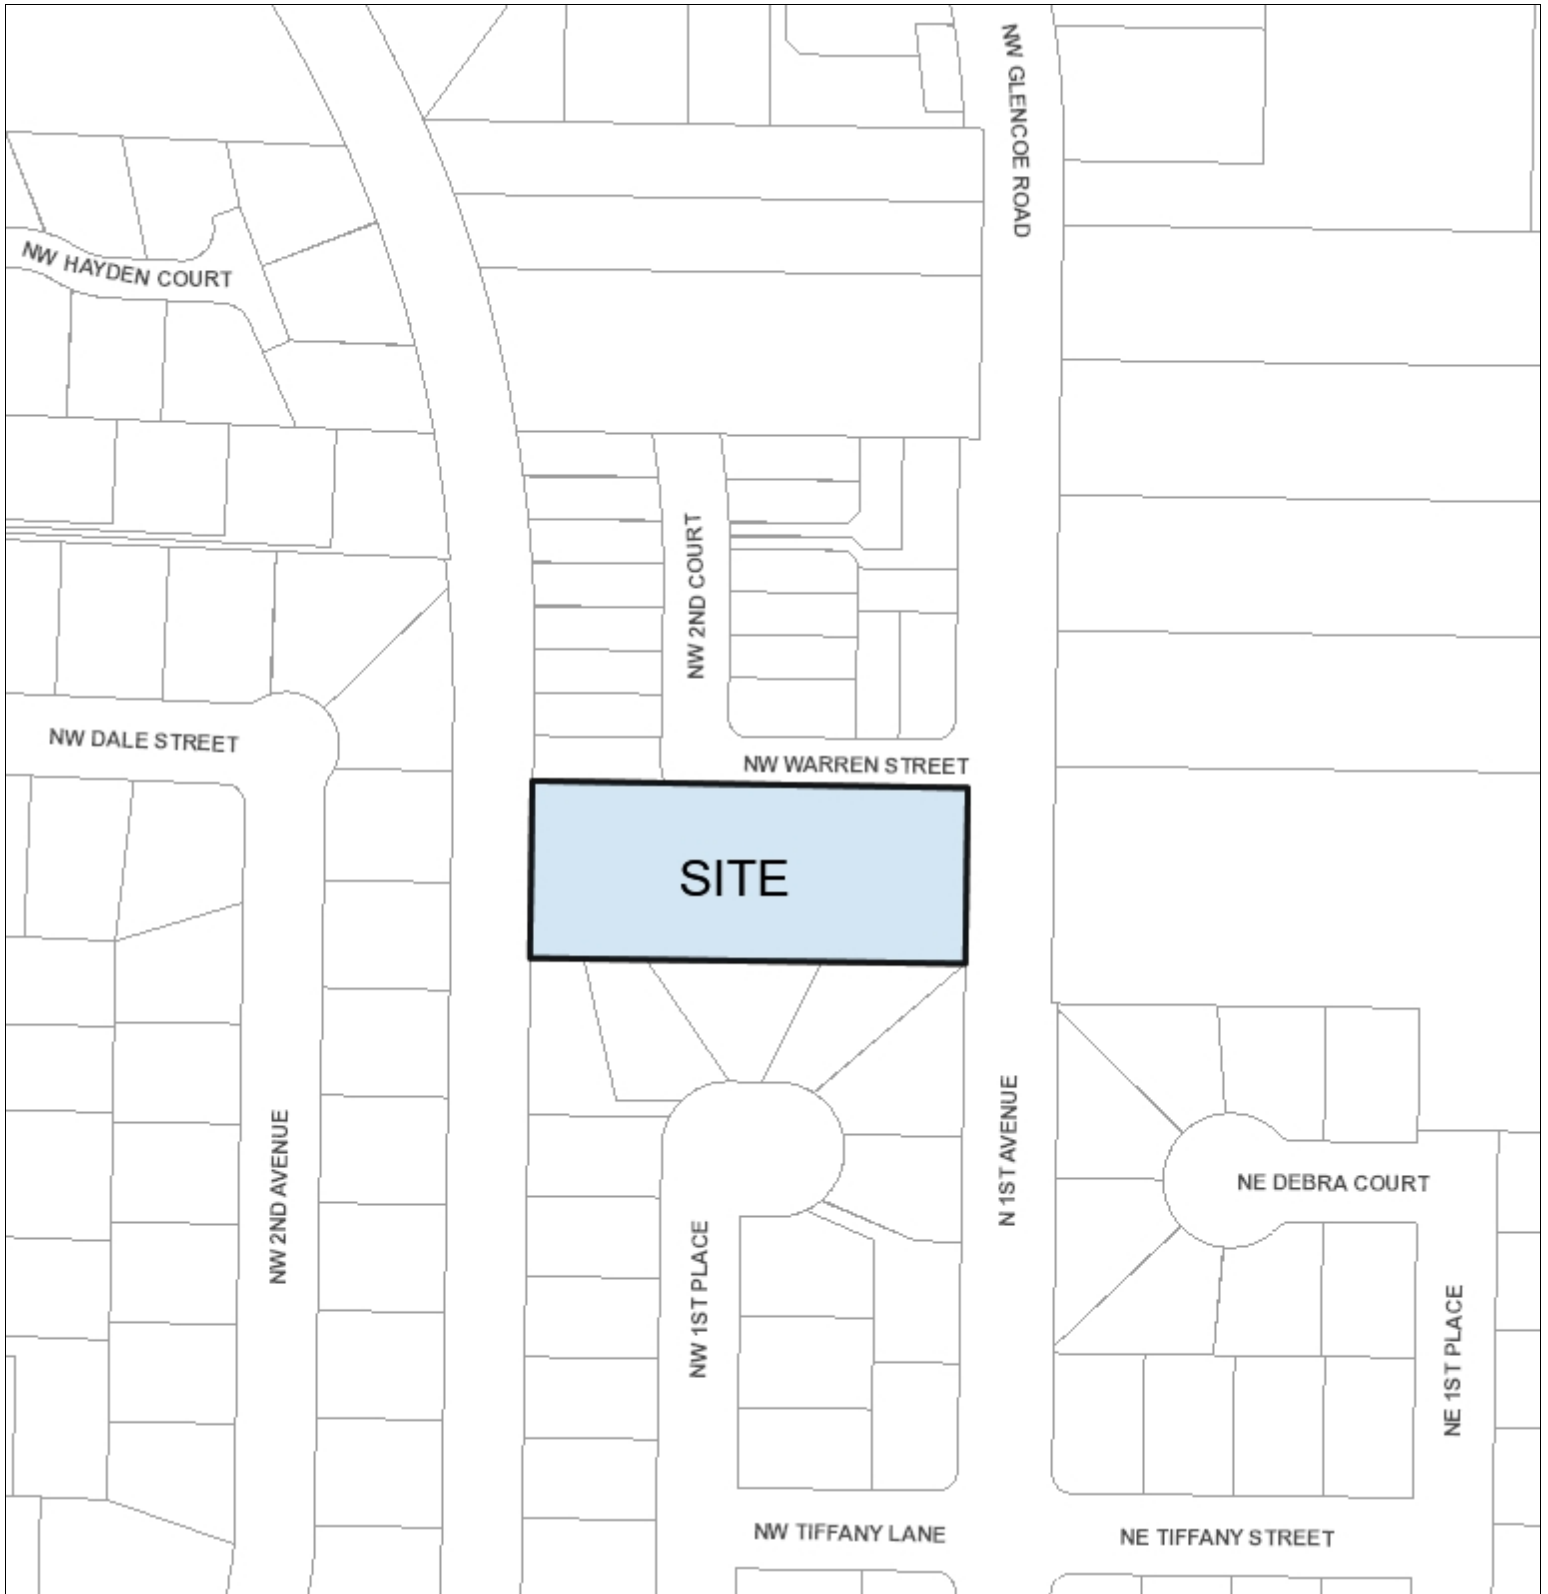 NW GLENCOE ROAD
NW HAYDEN COURT
NW 2ND COURT
NW DALE STREET
NW WARREN STREET
SITE
NW 2ND AVENUE
N 1ST AVENUE
NE DEBRA COURT
NW 1ST PLACE
NE 1ST PLACE
NW TIFFANY LANE
NE TIFFANY STREET